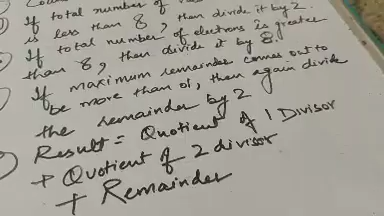 If total number of
is less than 8, then divide it by 2.
If total number of electrons is greater
than 8, then divide it by 8.
If maximum remainder comes out to
be more than 01, then again divide
the remainder by 2
Result = Quotient of 1 Divisor
+ Quotient of 2 divisor
+ Remainder